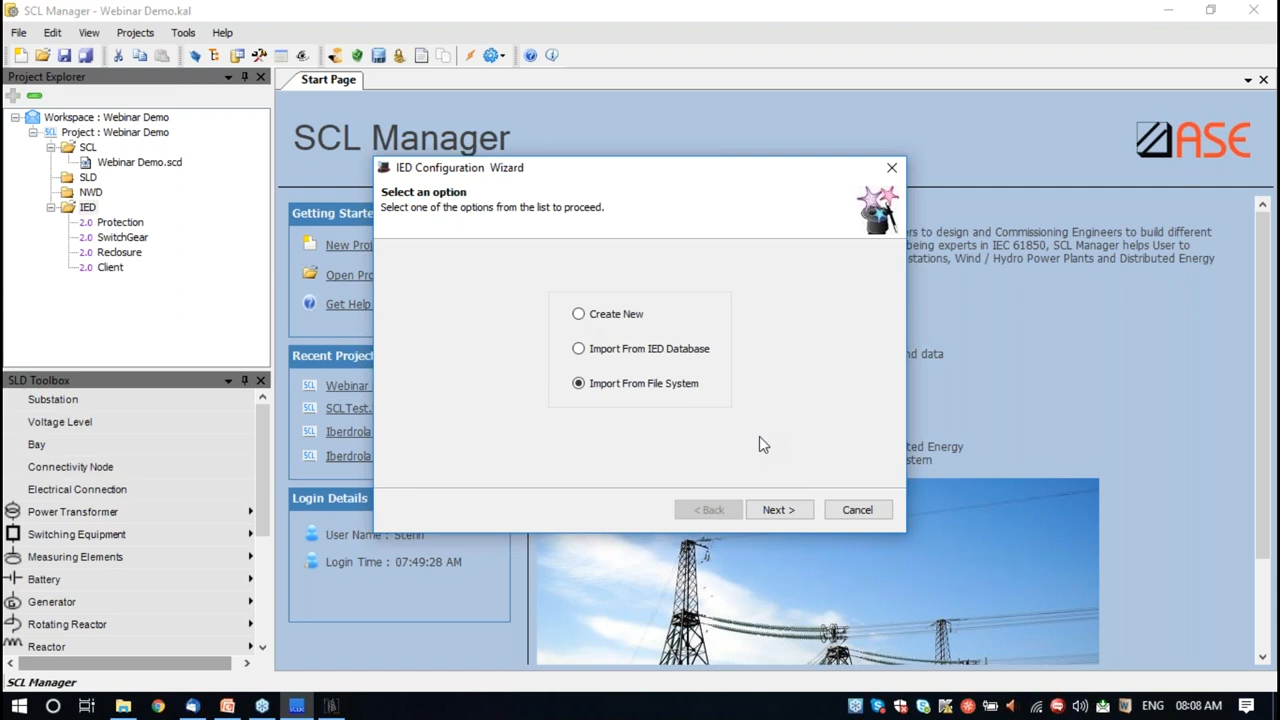 SCL Manager - Webinar Demo.kal
File Edit View Projects Tools Help
Project Explorer
Workspace : Webinar Demo
Project : Webinar Demo
SCL
Webinar Demo.scd
SLD
NWD
IED
2.0 Protection
2.0 SwitchGear
2.0 Reclosure
2.0 Client
SLD Toolbox
Substation
Voltage Level
Bay
Connectivity Node
Electrical Connection
Power Transformer
Switching Equipment
Measuring Elements
Battery
Generator
Rotating Reactor
Reactor
Start Page
SCL Manager
ASE
Getting Starte
New Proj
Open Pro
Get Help
Recent Project
Webinar
SCLTest.
Iberdrola
Iberdrola
Login Details
User Name :
Login Time : 07:49:28 AM
rs to design and Commissioning Engineers to build different
being experts in IEC 61850, SCL Manager helps User to
stations, Wind / Hydro Power Plants and Distributed Energy
d data
ted Energy
stem
IED Configuration Wizard
Select an option
Select one of the options from the list to proceed.
Create New
Import From IED Database
Import From File System
< Back
Next >
Cancel
SCL Manager
ENG 08:08 AM